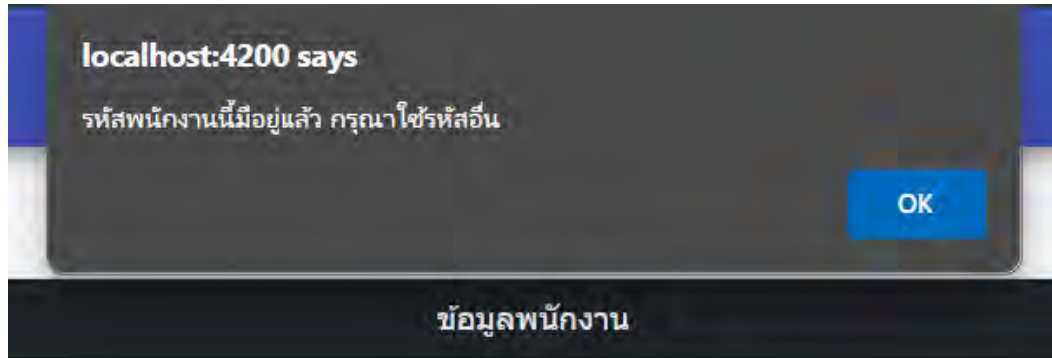 localhost:4200 says
รหัสพนักงานนี้มีอยู่แล้ว กรุณาใช้รหัสอื่น
OK
ข้อมูลพนักงาน